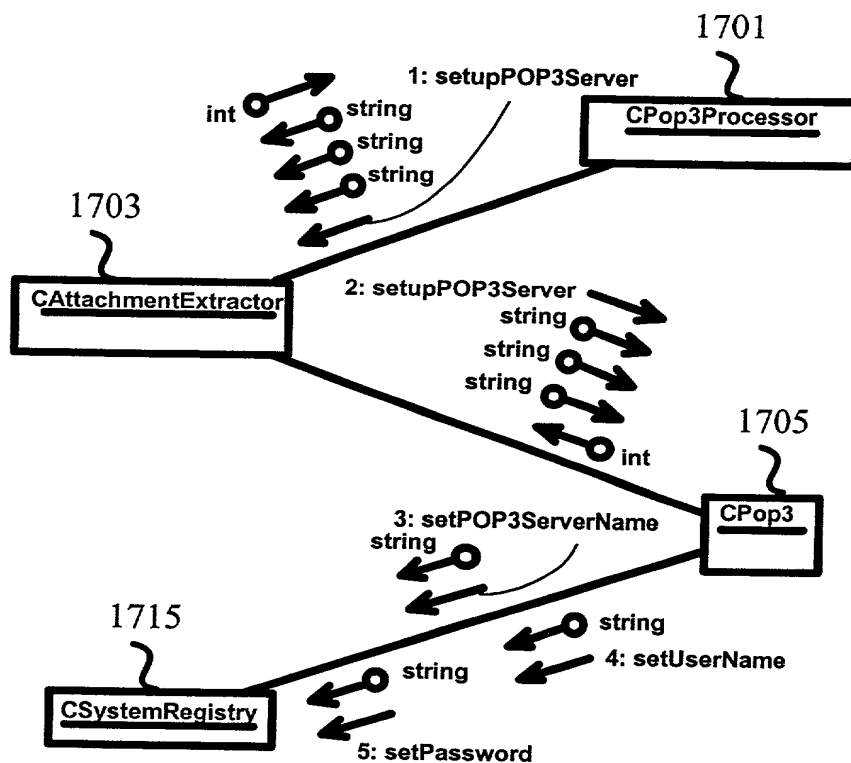 1701
1: setupPOP3Server
CPop3Processor
int
string
string
string
1703
CAttachmentExtractor
2: setupPOP3Server
string
string
string
int
1705
CPop3
3: setPOP3ServerName
string
string
4: setUserName
1715
string
CSystemRegistry
5: setPassword